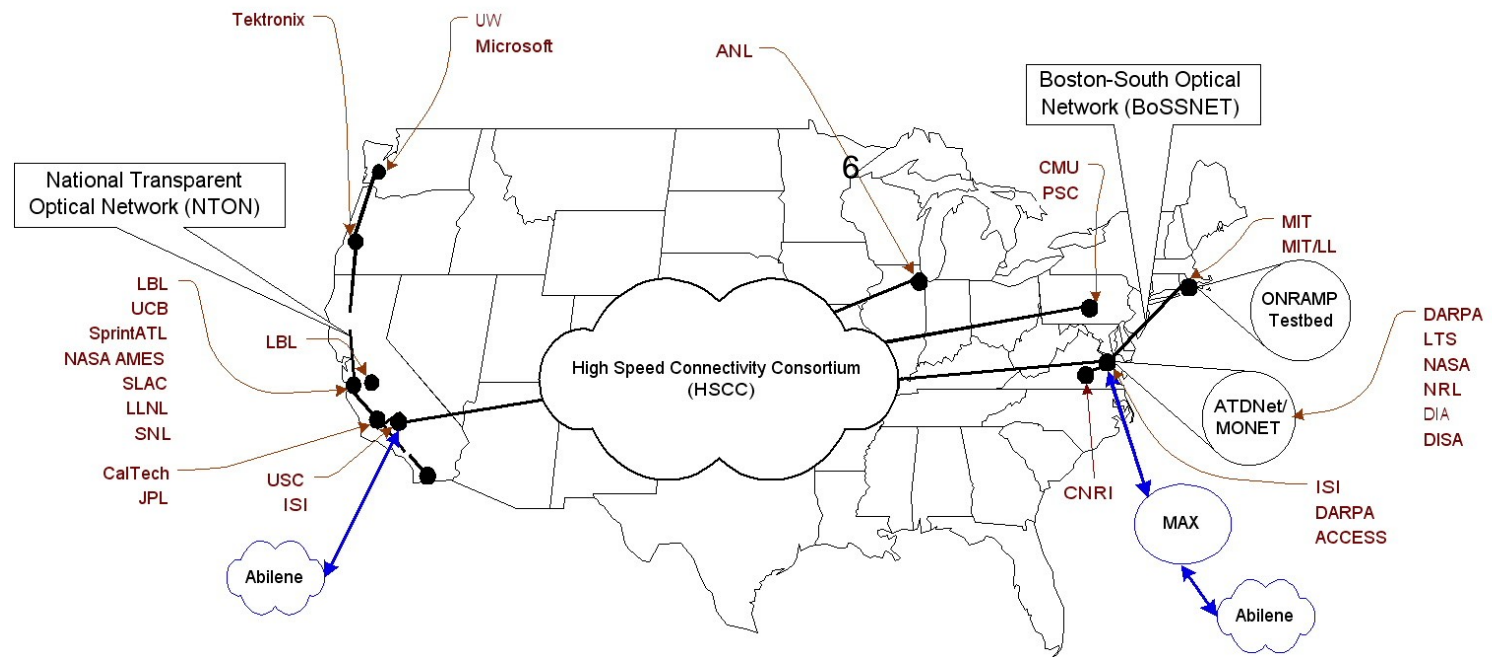 Tektronix
UW
Microsoft
ANL
Boston-South Optical
Network (BoSSNET)
6
CMU
PSC
National Transparent
Optical Network (NTON)
MIT
MIT/LL
LBL
UCB
SprintATL
NASA AMES
SLAC
LLNL
SNL
LBL
ONRAMP
Testbed
DARPA
LTS
NASA
NRL
DIA
DISA
High Speed Connectivity Consortium
(HSCC)
ATDNet/
MONET
CalTech
JPL
USC
ISI
CNRI
ISI
DARPA
ACCESS
MAX
Abilene
Abilene